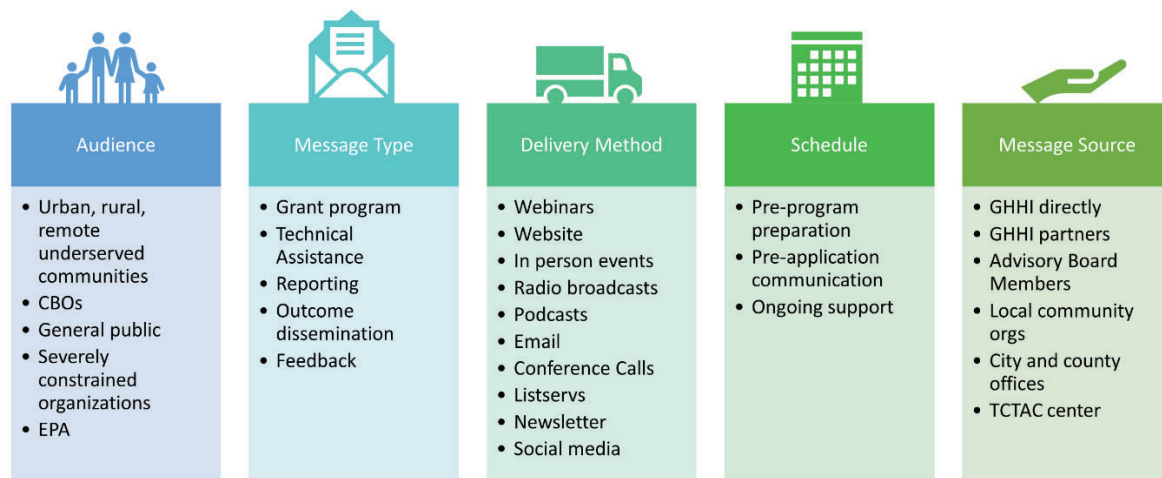 Audience
• Urban, rural,
remote
underserved
communities
• CBOs
• General public
• Severely
constrained
organizations
• EPA
Message Type
• Grant program
• Technical
Assistance
• Reporting
• Outcome
dissemination
• Feedback
Delivery Method
• Webinars
• Website
• In person events
• Radio broadcasts
• Podcasts
• Email
• Conference Calls
• Listservs
• Newsletter
• Social media
Schedule
• Pre-program
preparation
• Pre-application
communication
• Ongoing support
Message Source
• GHHI directly
• GHHI partners
• Advisory Board
Members
• Local community
orgs
• City and county
offices
• TCTAC center